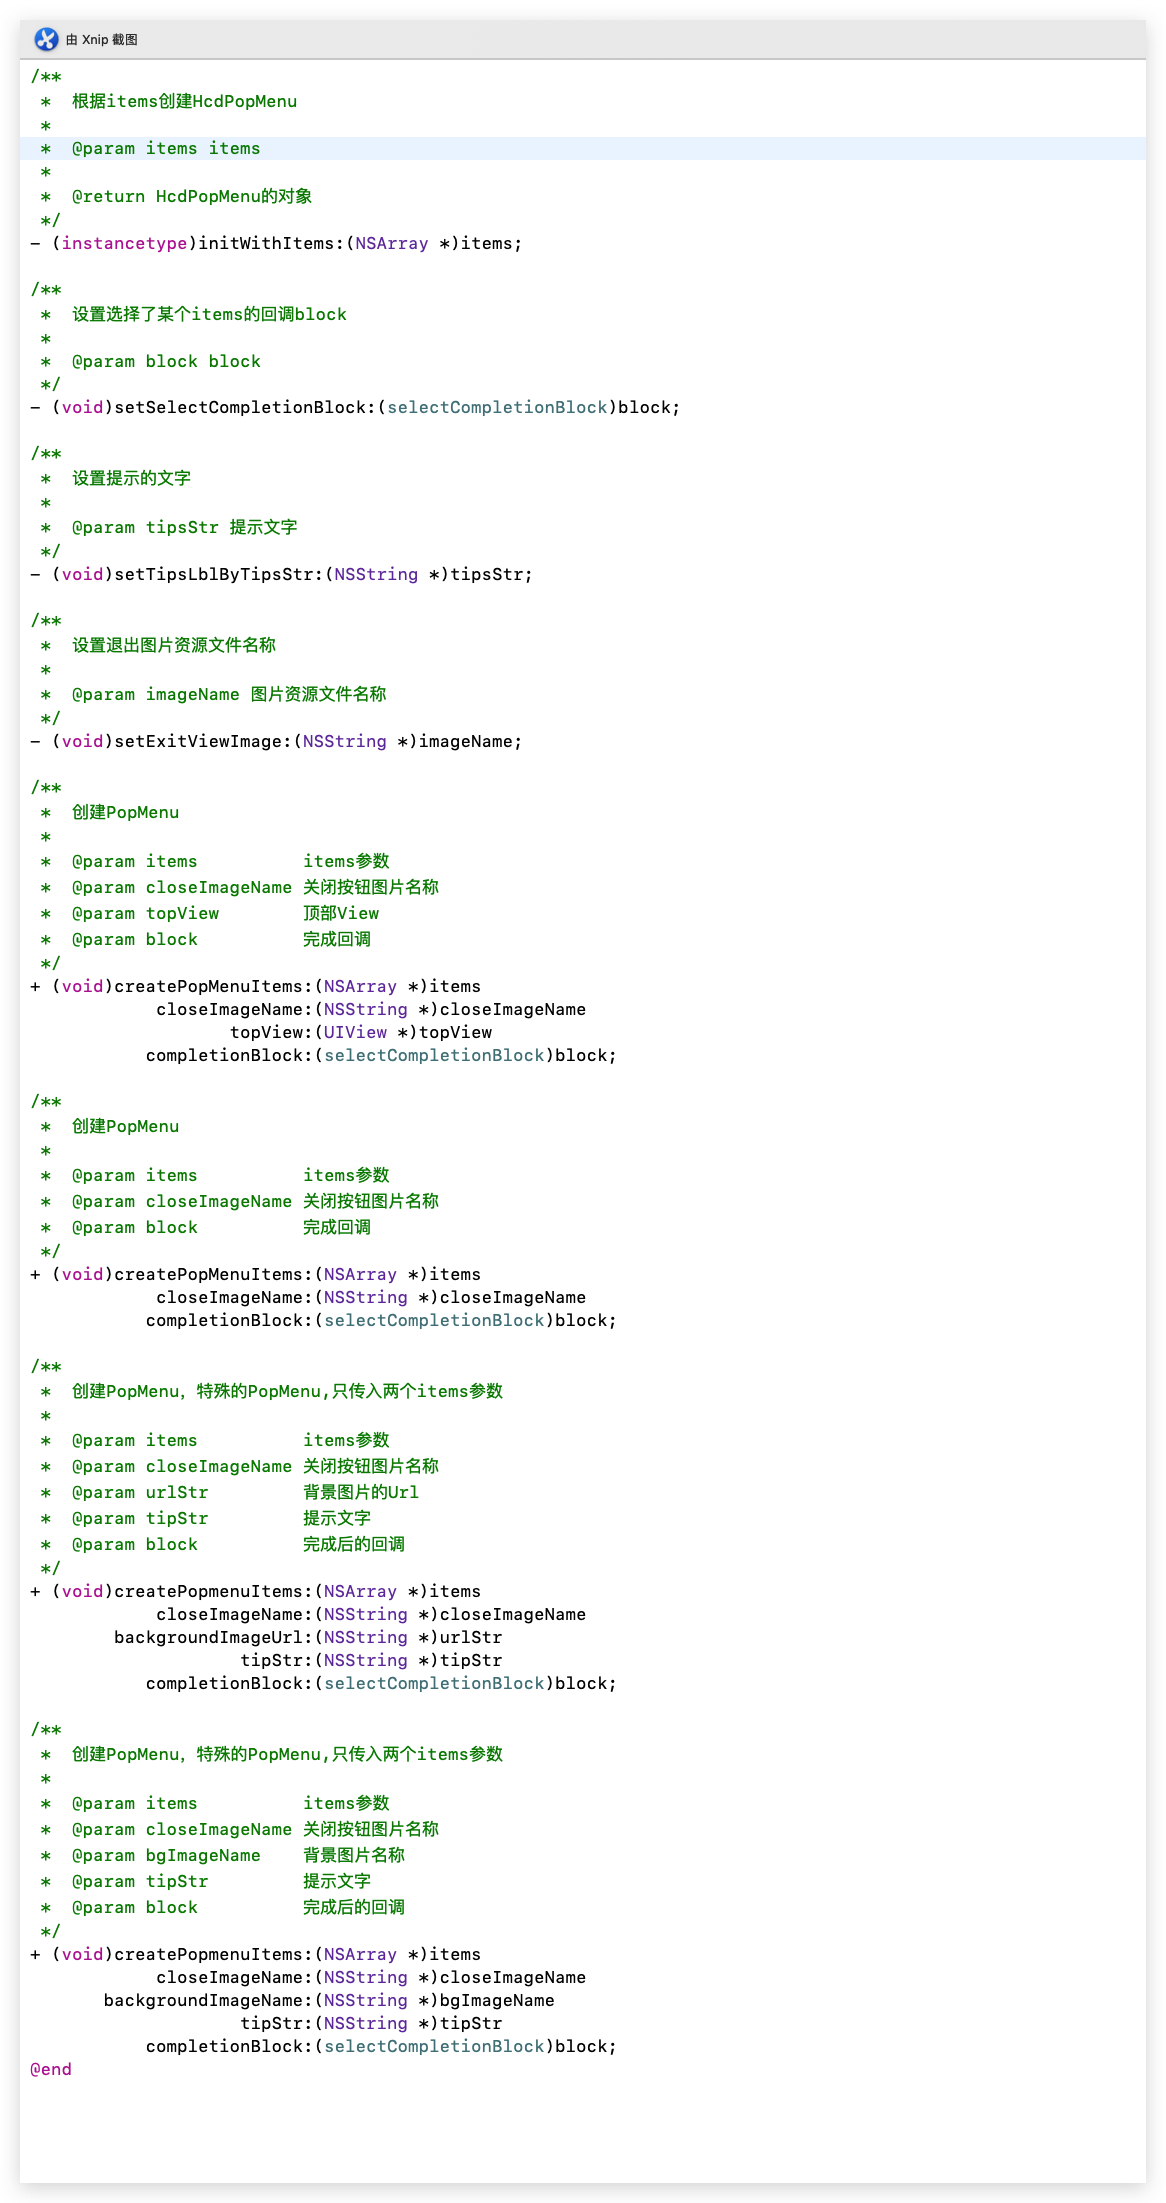 由 Xnip 截图
/**
 *  根据items创建HcdPopMenu
 *
 *  @param items items
 *
 *  @return HcdPopMenu的对象
 */
- (instancetype)initWithItems:(NSArray *)items;

/**
 *  设置选择了某个items的回调block
 *
 *  @param block block
 */
- (void)setSelectCompletionBlock:(selectCompletionBlock)block;

/**
 *  设置提示的文字
 *
 *  @param tipsStr 提示文字
 */
- (void)setTipsLblByTipsStr:(NSString *)tipsStr;

/**
 *  设置退出图片资源文件名称
 *
 *  @param imageName 图片资源文件名称
 */
- (void)setExitViewImage:(NSString *)imageName;

/**
 *  创建PopMenu
 *
 *  @param items          items参数
 *  @param closeImageName 关闭按钮图片名称
 *  @param topView        顶部View
 *  @param block          完成回调
 */
+ (void)createPopMenuItems:(NSArray *)items
            closeImageName:(NSString *)closeImageName
                   topView:(UIView *)topView
           completionBlock:(selectCompletionBlock)block;

/**
 *  创建PopMenu
 *
 *  @param items          items参数
 *  @param closeImageName 关闭按钮图片名称
 *  @param block          完成回调
 */
+ (void)createPopMenuItems:(NSArray *)items
            closeImageName:(NSString *)closeImageName
           completionBlock:(selectCompletionBlock)block;

/**
 *  创建PopMenu，特殊的PopMenu,只传入两个items参数
 *
 *  @param items          items参数
 *  @param closeImageName 关闭按钮图片名称
 *  @param urlStr         背景图片的Url
 *  @param tipStr         提示文字
 *  @param block          完成后的回调
 */
+ (void)createPopmenuItems:(NSArray *)items
            closeImageName:(NSString *)closeImageName
        backgroundImageUrl:(NSString *)urlStr
                    tipStr:(NSString *)tipStr
           completionBlock:(selectCompletionBlock)block;

/**
 *  创建PopMenu，特殊的PopMenu,只传入两个items参数
 *
 *  @param items          items参数
 *  @param closeImageName 关闭按钮图片名称
 *  @param bgImageName    背景图片名称
 *  @param tipStr         提示文字
 *  @param block          完成后的回调
 */
+ (void)createPopmenuItems:(NSArray *)items
            closeImageName:(NSString *)closeImageName
       backgroundImageName:(NSString *)bgImageName
                    tipStr:(NSString *)tipStr
           completionBlock:(selectCompletionBlock)block;
@end